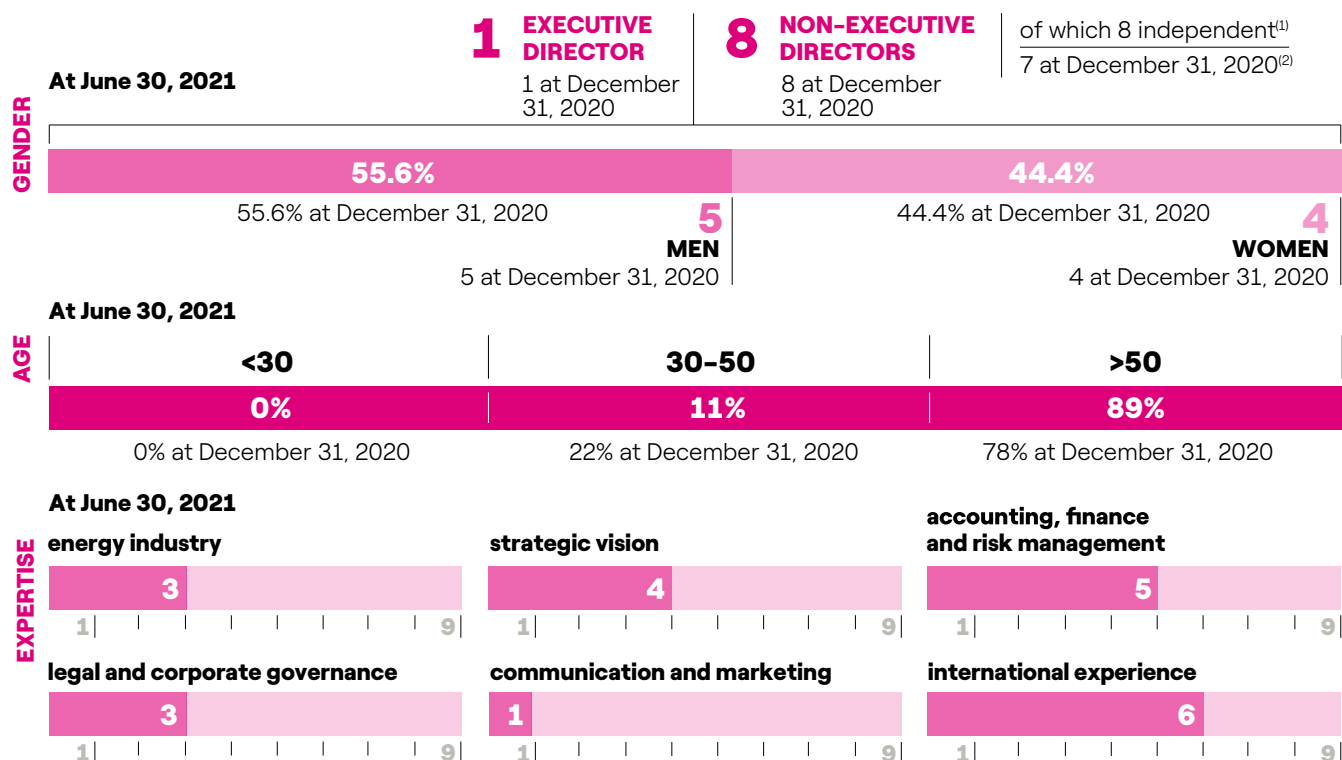 1 EXECUTIVE DIRECTOR
1 at December
31, 2020
8 NON-EXECUTIVE DIRECTORS
8 at December
31, 2020
of which 8 independent(1)
7 at December 31, 2020(2)
At June 30, 2021
GENDER
55.6%
44.4%
55.6% at December 31, 2020
5
MEN
5 at December 31, 2020
44.4% at December 31, 2020
4
WOMEN
4 at December 31, 2020
At June 30, 2021
AGE
<30
30-50
>50
0%
11%
89%
0% at December 31, 2020
22% at December 31, 2020
78% at December 31, 2020
At June 30, 2021
EXPERTISE
energy industry
3
1 9
strategic vision
4
1 9
accounting, finance
and risk management
5
1 9
legal and corporate governance
3
1 9
communication and marketing
1
1 9
international experience
6
1 9